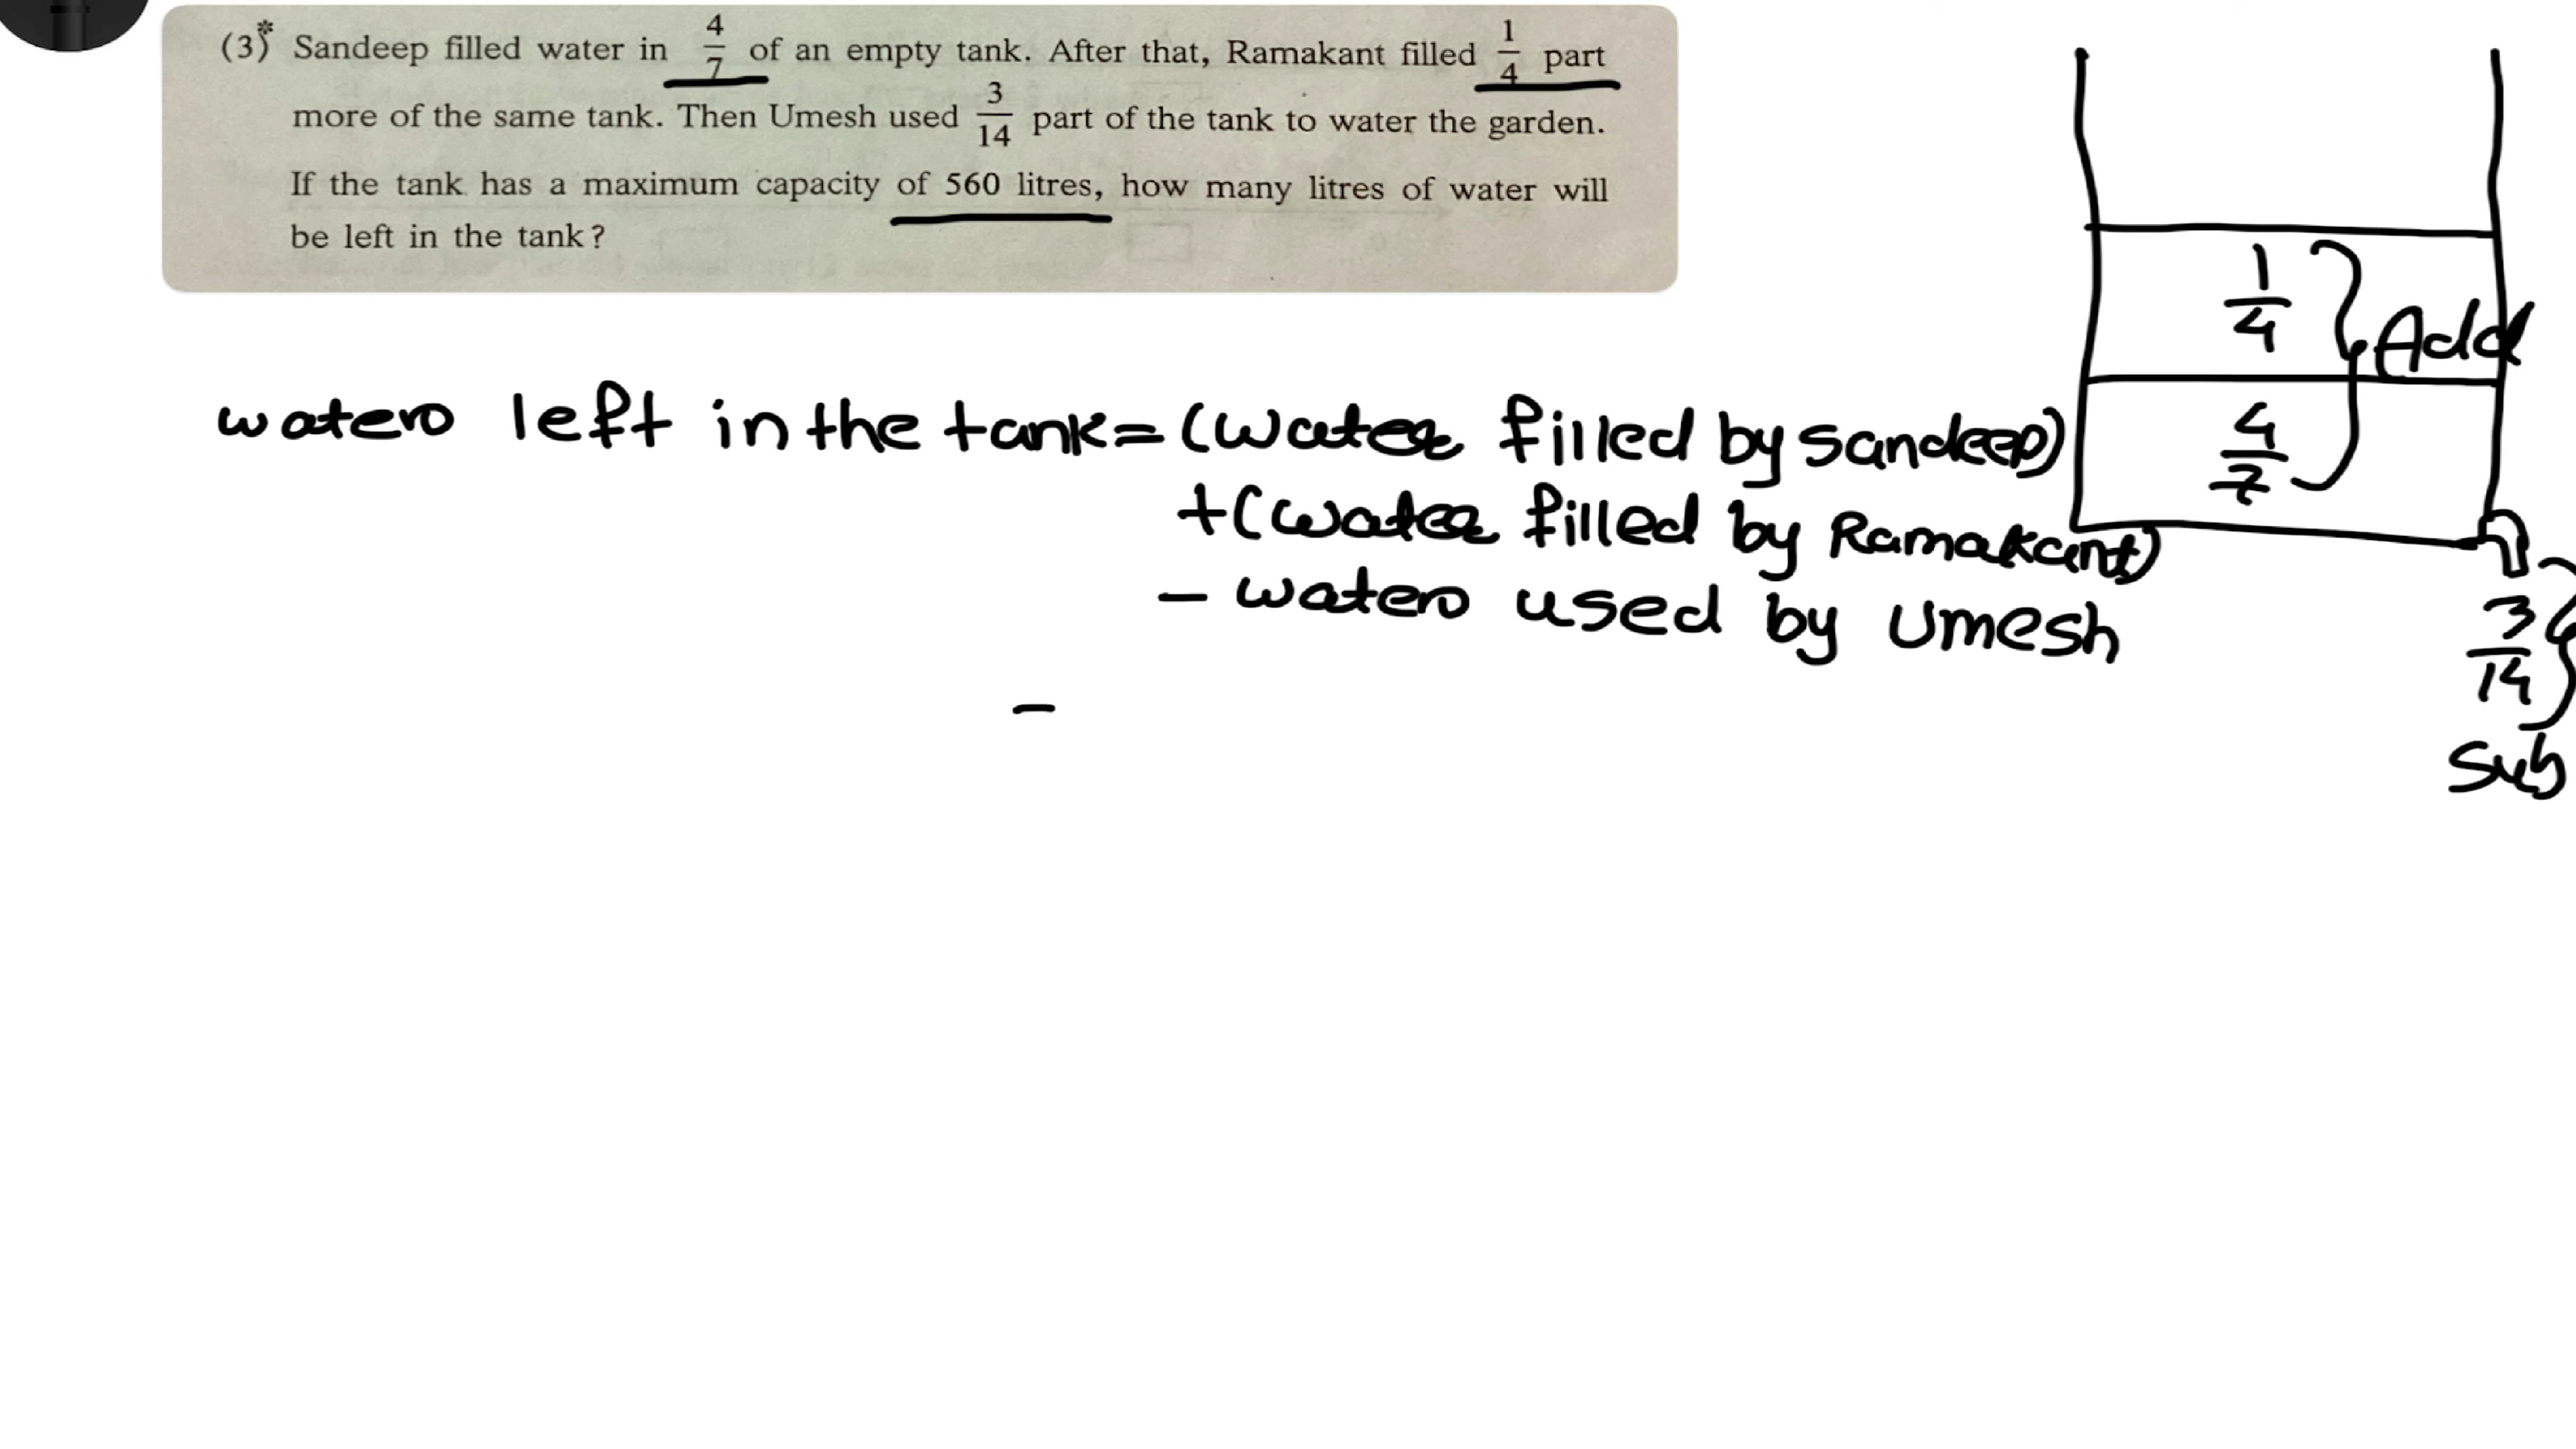 (3)* Sandeep filled water in 4/7 of an empty tank. After that, Ramakant filled 1/4 part
more of the same tank. Then Umesh used 3/14 part of the tank to water the garden.
If the tank has a maximum capacity of 560 litres, how many litres of water will
be left in the tank?
water left in the tank = (water filled by Sandeep)
+ (water filled by Ramakant)
- water used by Umesh
-
1/4
Add
4/7
3/14
Sub